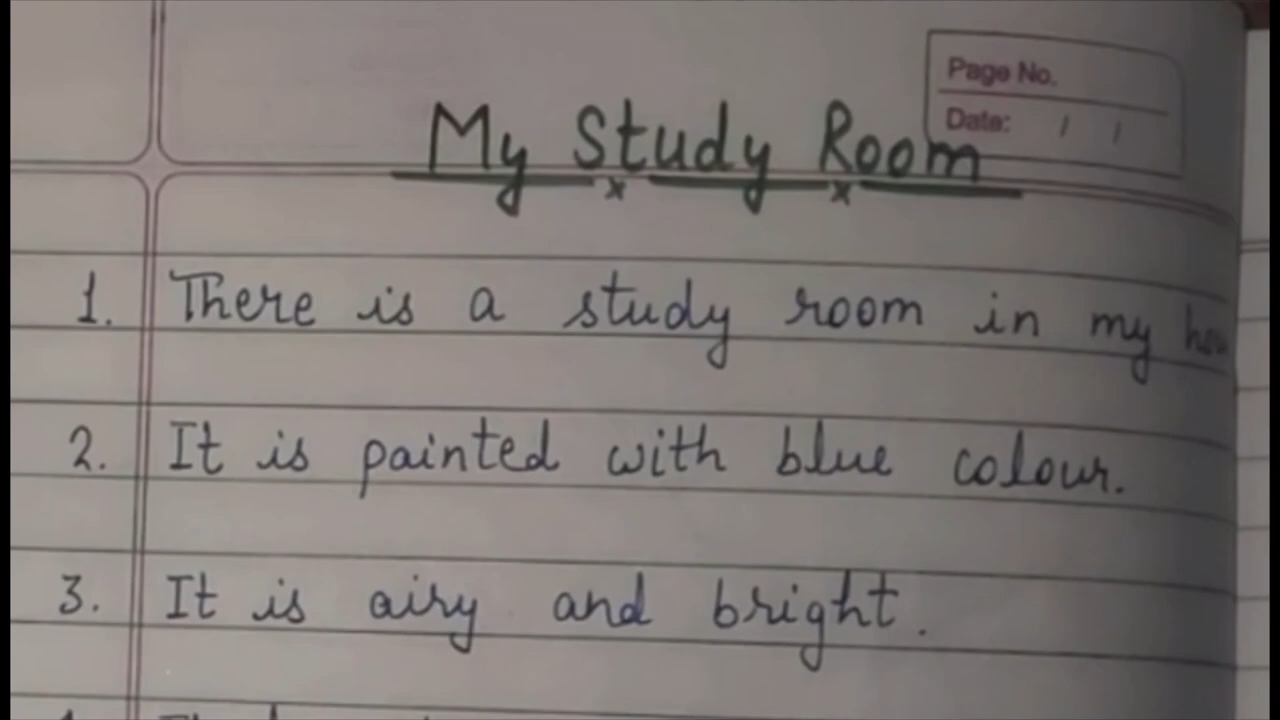 Page No.
Date: / /
My Study Room
1. There is a study room in my
2. It is painted with blue colour.
3. It is airy and bright.